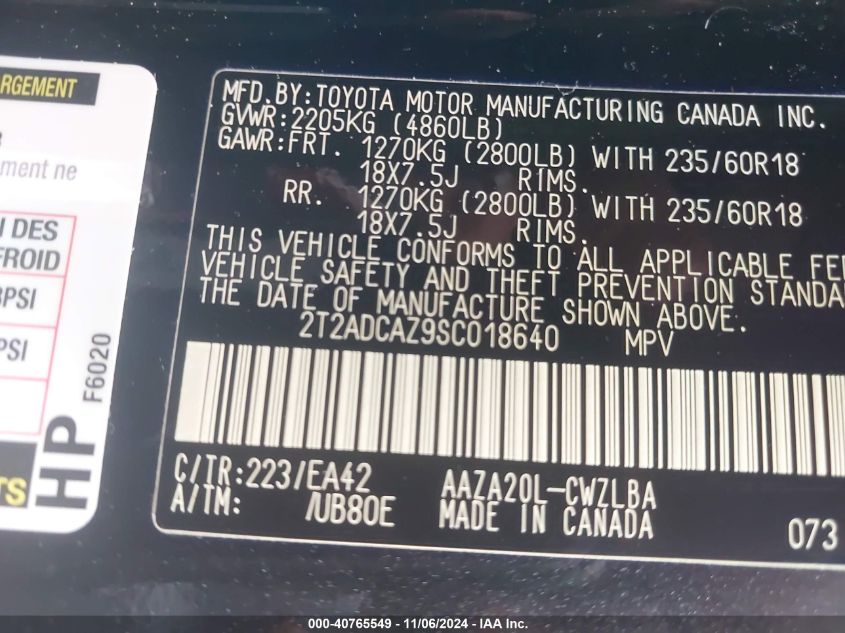 RGEMENT
ment ne
DES
FROID
PSI
PSI
TS
HP
F6020
MFD.BY:TOYOTA MOTOR MANUFACTURING CANADA INC.
GVWR:2205KG (4860LB)
GAWR:FRT. 1270KG (2800LB) WITH 235/60R18
18X7.5J RIMS.
RR. 1270KG (2800LB) WITH 235/60R18
18X7.5J RIMS.
THIS VEHICLE CONFORMS TO ALL APPLICABLE FE
VEHICLE SAFETY AND THEFT PREVENTION STANDA
THE DATE OF MANUFACTURE SHOWN ABOVE.
2T2ADCAZ9SC018640 MPV
C/TR:223/EA42 AAZA20L-CWZLBA
A/TM: /UB80E MADE IN CANADA 073
000-40765549 - 11/06/2024 - IAA Inc.